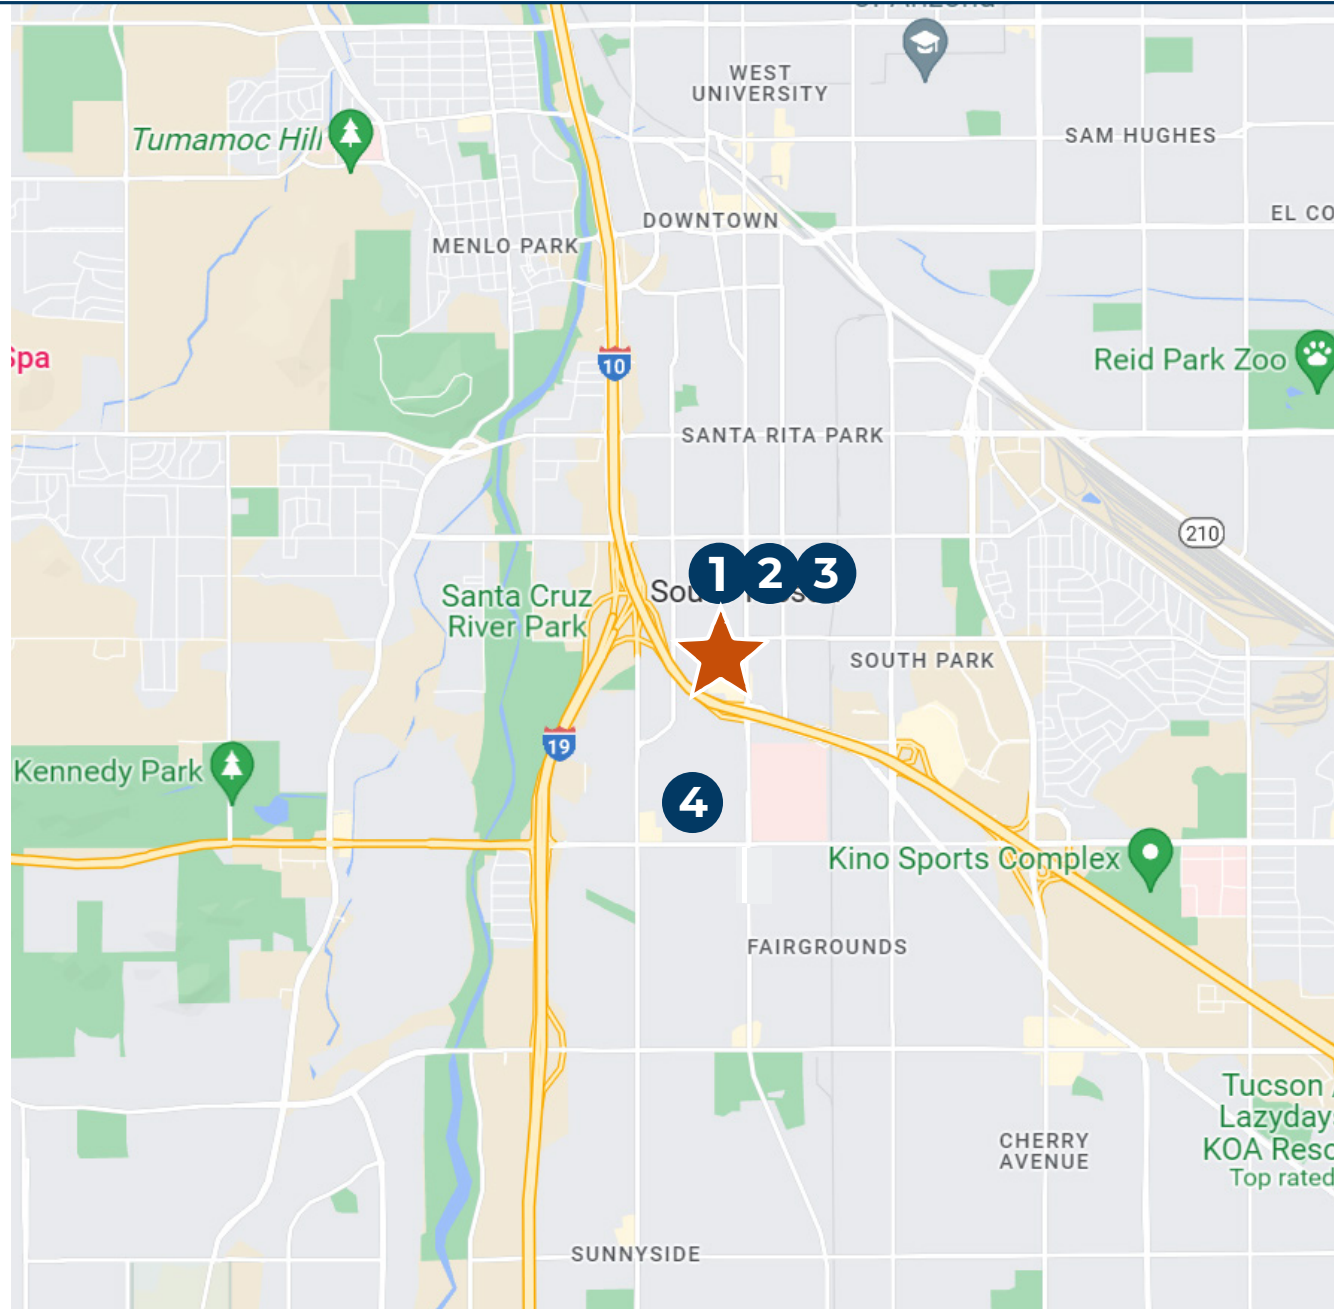 WEST
UNIVERSITY
Tumamoc Hill
SAM HUGHES
DOWNTOWN
EL CO
MENLO PARK
10
Spa
Reid Park Zoo
SANTA RITA PARK
210
1
2
3
Santa Cruz
River Park
Sou
SOUTH PARK
19
Kennedy Park
4
Kino Sports Complex
FAIRGROUNDS
Tucson
Lazyday
KOA Reso
Top rated
CHERRY
AVENUE
SUNNYSIDE